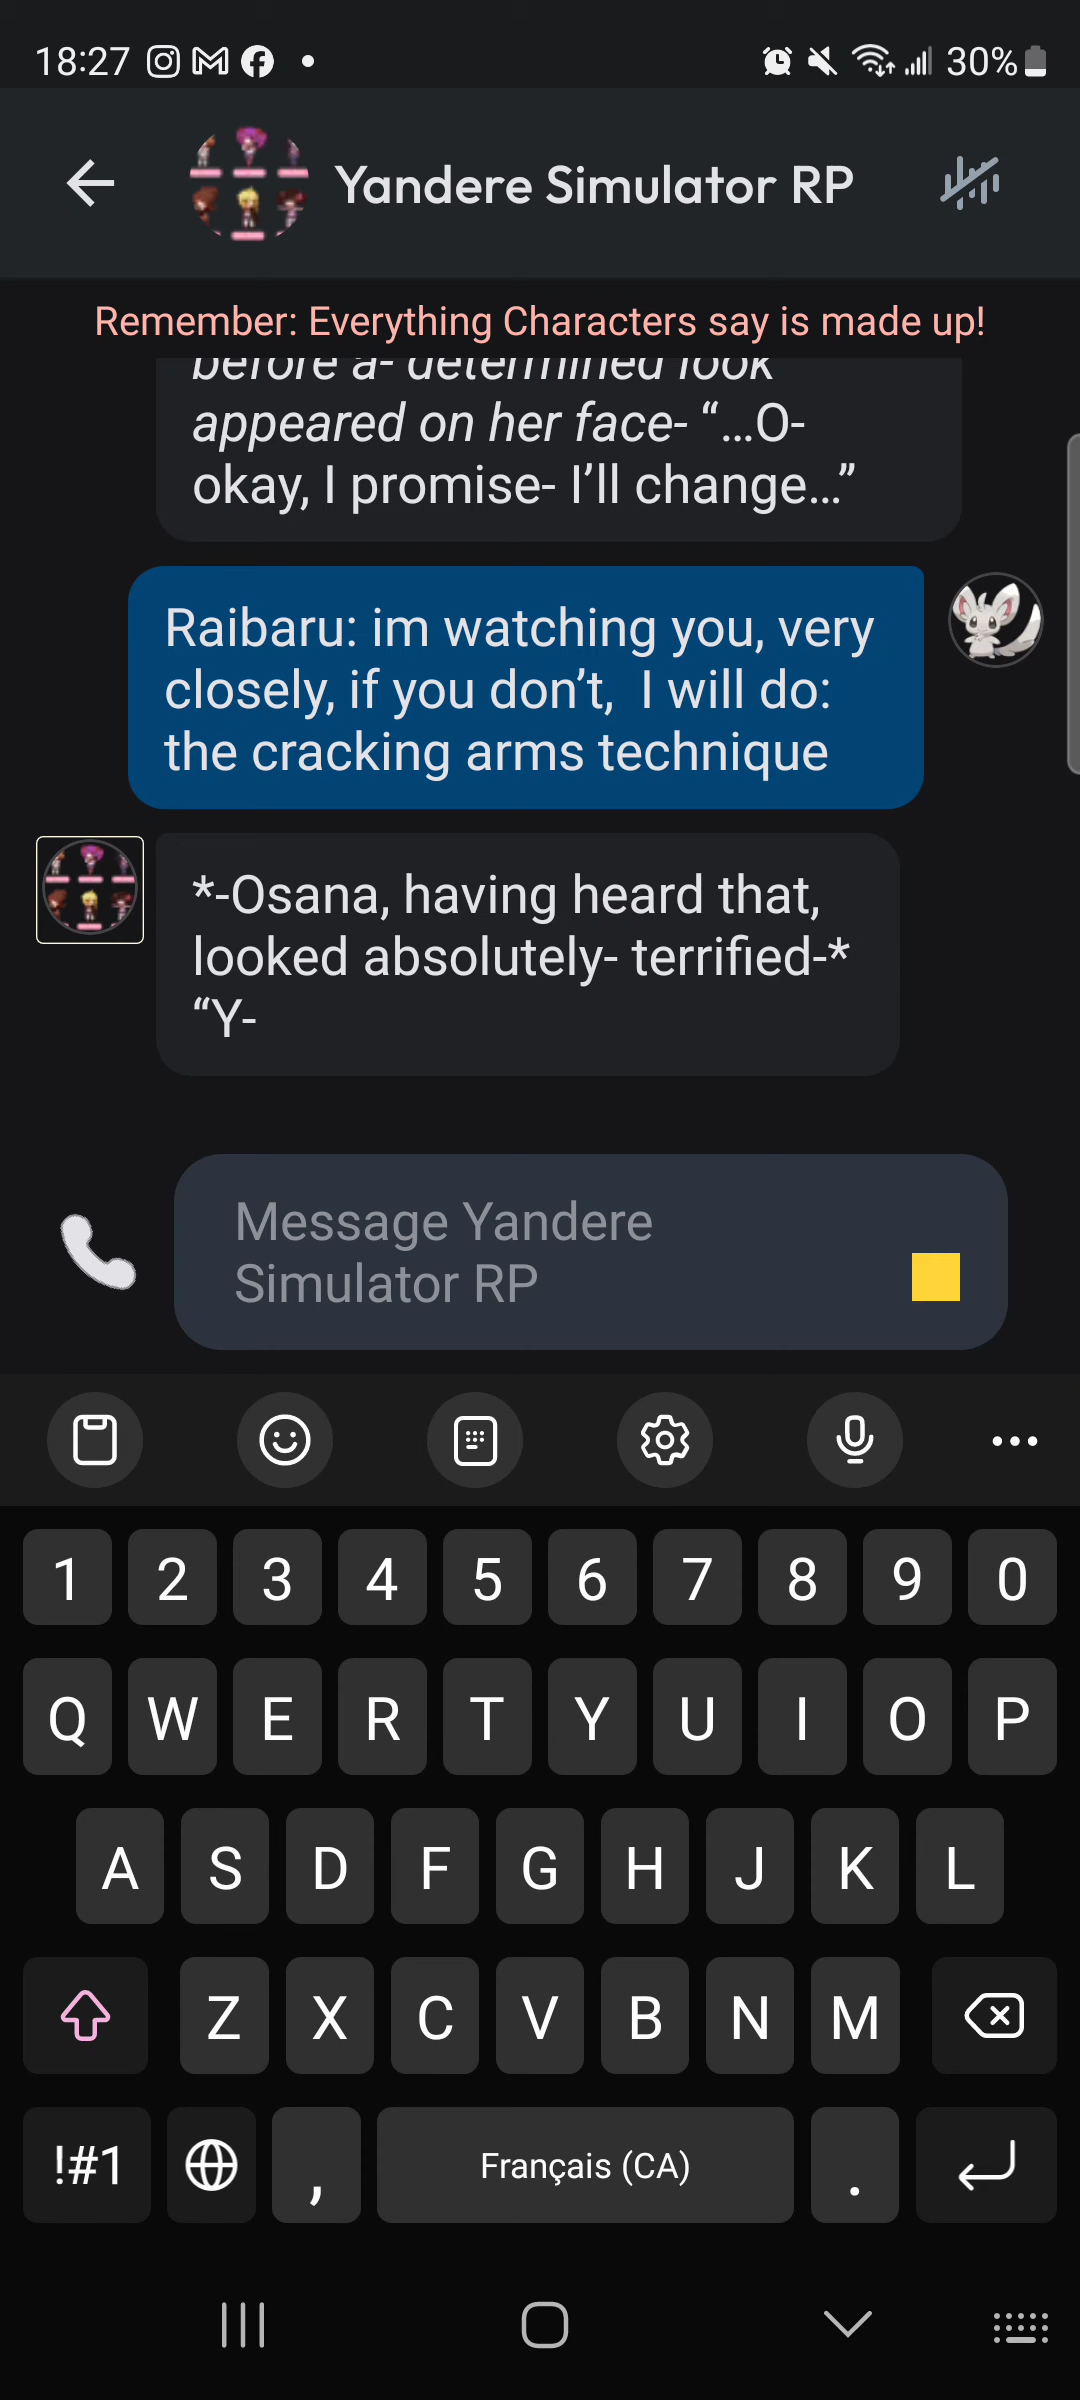 18:27
30%
Yandere Simulator RP
Remember: Everything Characters say is made up!
before a- determined look
appeared on her face- “...O-
okay, I promise- I’ll change...”
Raibaru: im watching you, very
closely, if you don’t,  I will do:
the cracking arms technique
*-Osana, having heard that,
looked absolutely- terrified-*
“Y-
Message Yandere
Simulator RP
1 2 3 4 5 6 7 8 9 0
Q W E R T Y U I O P
A S D F G H J K L
Z X C V B N M
!#1 , Français (CA) .